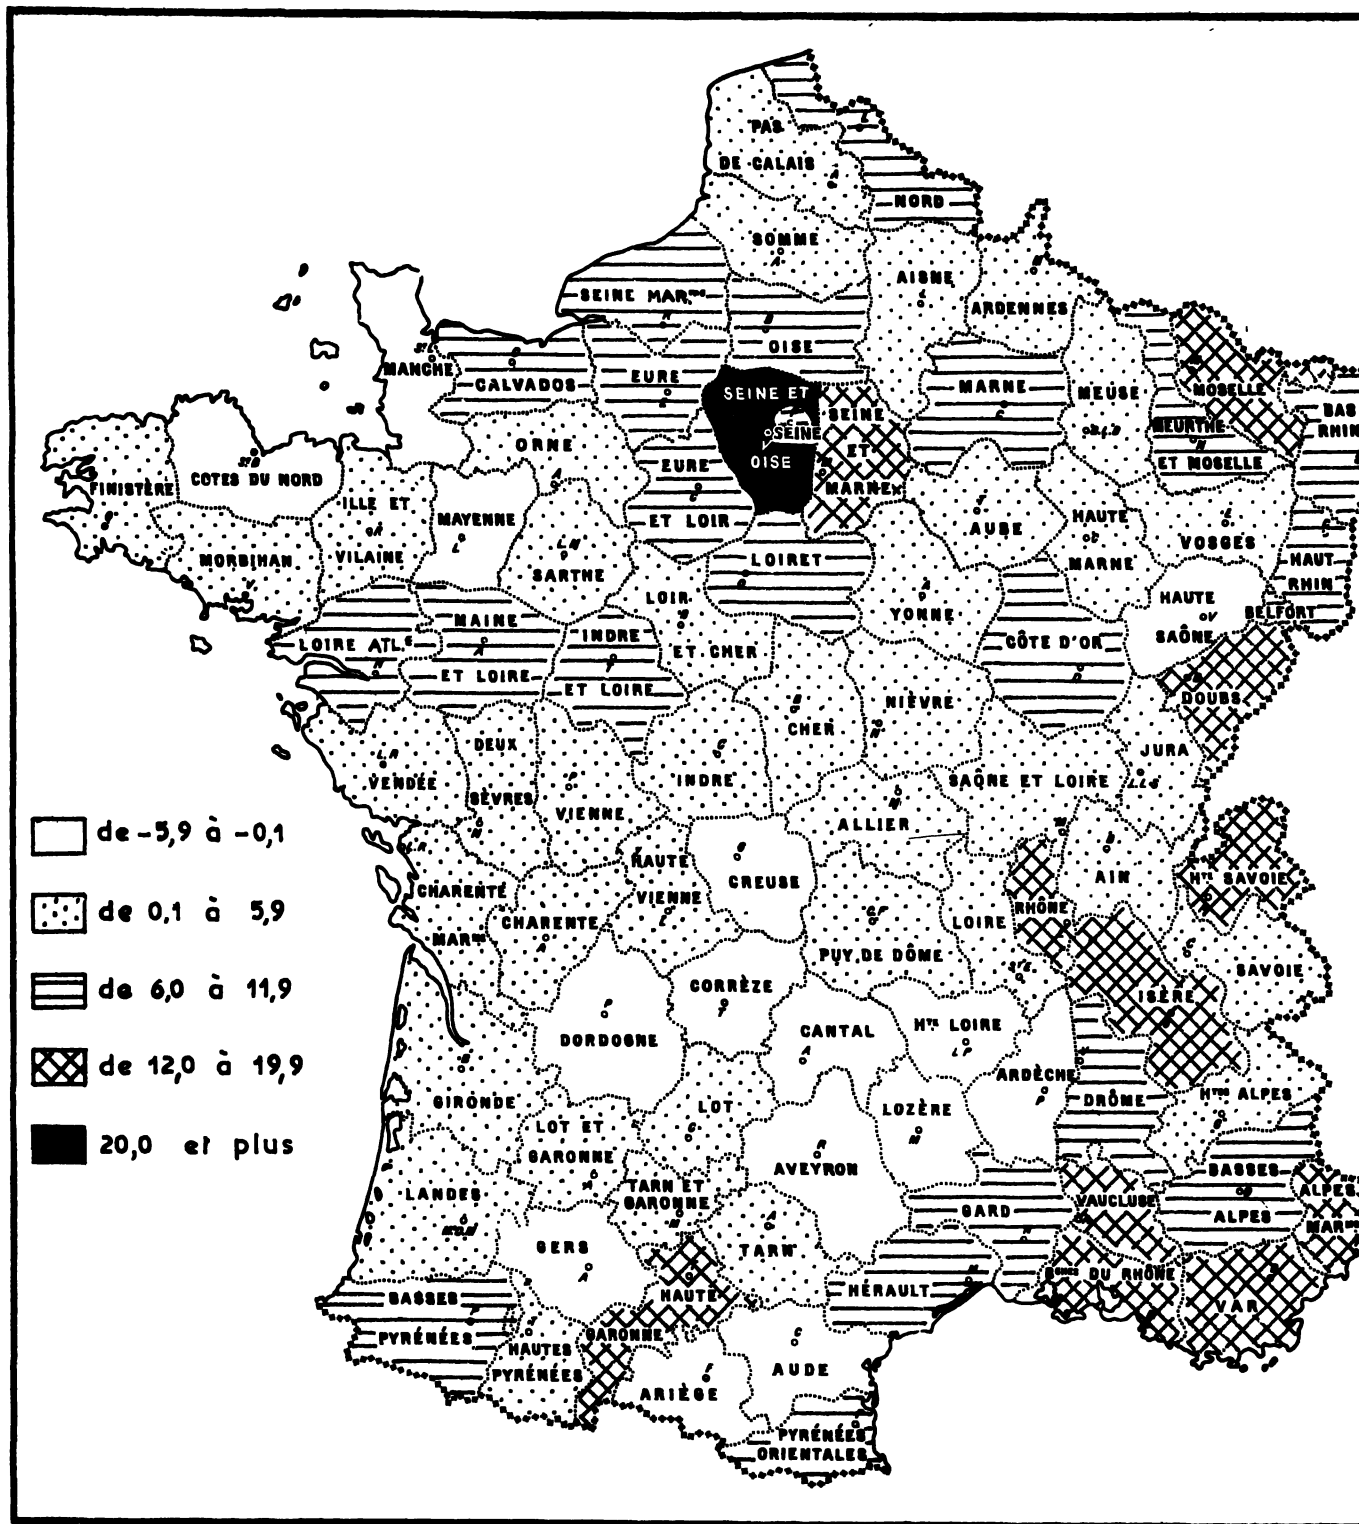 PAS
DE CALAIS
NORD
SOMME
AISNE
ARDENNES
SEINE MAR.ᵐᵉ
OISE
MANCHE
CALVADOS
EURE
SEINE ET
OISE
SEINE
SEINE
ET
MARNE
MARNE
MEUSE
MOSELLE
MEURTHE
ET MOSELLE
BAS
RHIN
ORNE
EURE
ET LOIR
FINISTÈRE
COTES DU NORD
ILLE ET
VILAINE
MAYENNE
MORBIHAN
SARTHE
LOIRET
AUBE
HAUTE
MARNE
VOSGES
HAUT
RHIN
BELFORT
LOIR
ET CHER
YONNE
HAUTE
SAÔNE
LOIRE ATL.ᵉ
MAINE
ET LOIRE
INDRE
ET LOIRE
CÔTE D'OR
DOUBS
CHER
NIÈVRE
JURA
VENDÉE
DEUX
SÈVRES
VIENNE
INDRE
SAÔNE ET LOIRE
ALLIER
de -5,9 à -0,1
de 0,1 à 5,9
de 6,0 à 11,9
de 12,0 à 19,9
20,0 et plus
CHARENTE
MARᵐᵉ
CHARENTE
HAUTE
VIENNE
CREUSE
PUY DE DÔME
LOIRE
RHÔNE
AIN
Hᵀᴱ SAVOIE
SAVOIE
ISÈRE
DORDOGNE
CORRÈZE
CANTAL
Hᵀᴱ LOIRE
ARDÈCHE
DRÔME
Hᵀᴱˢ ALPES
GIRONDE
LOT ET
GARONNE
LOT
LOZÈRE
AVEYRON
LANDES
TARN ET
GARONNE
TARN
GARD
VAUCLUSE
BASSES
ALPES
ALPES
MARᵐᵉˢ
GERS
HAUTE
GARONNE
HÉRAULT
Bᶜᴴᴱˢ DU RHÔNE
VAR
BASSES
PYRÉNÉES
HAUTES
PYRÉNÉES
ARIÈGE
AUDE
PYRÉNÉES
ORIENTALES